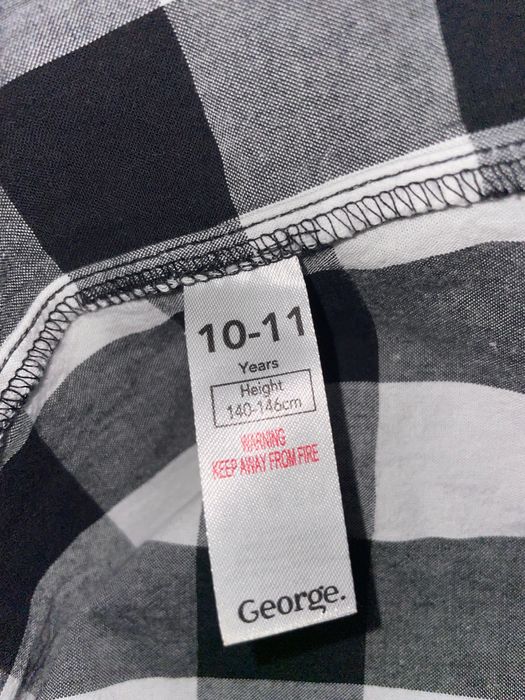 10-11
Years
Height
140-146cm
WARNING
KEEP AWAY FROM FIRE
George.